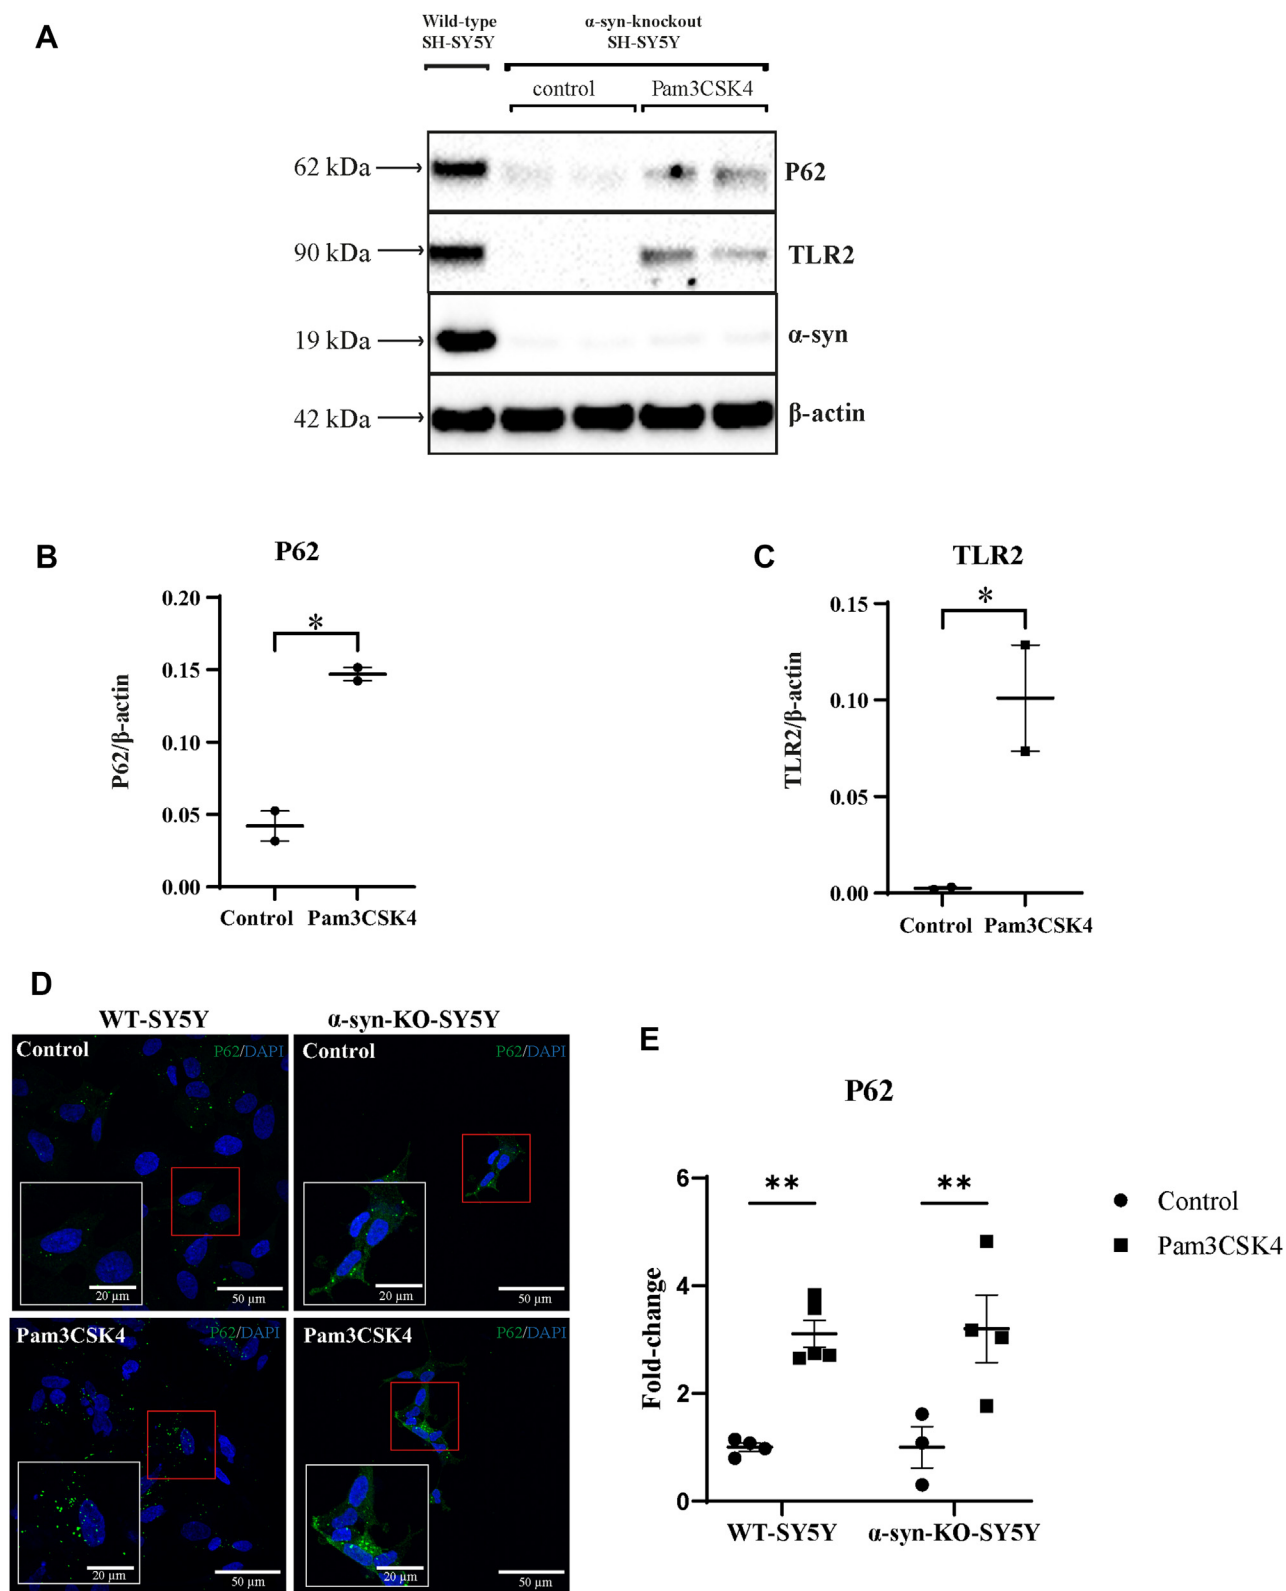 A
Wild-type
SH-SY5Y
α-syn-knockout
SH-SY5Y
control
Pam3CSK4
62 kDa
P62
90 kDa
TLR2
19 kDa
α-syn
42 kDa
β-actin
B
P62
0.20
0.15
0.10
0.05
0.00
P62/β-actin
*
Control
Pam3CSK4
C
TLR2
0.15
0.10
0.05
0.00
TLR2/β-actin
*
Control
Pam3CSK4
D
WT-SY5Y
α-syn-KO-SY5Y
Control
P62/DAPI
20 µm
50 µm
Control
P62/DAPI
20 µm
50 µm
Pam3CSK4
P62/DAPI
20 µm
50 µm
Pam3CSK4
P62/DAPI
20 µm
50 µm
E
P62
6
4
2
0
Fold-change
**
**
Control
Pam3CSK4
WT-SY5Y
α-syn-KO-SY5Y